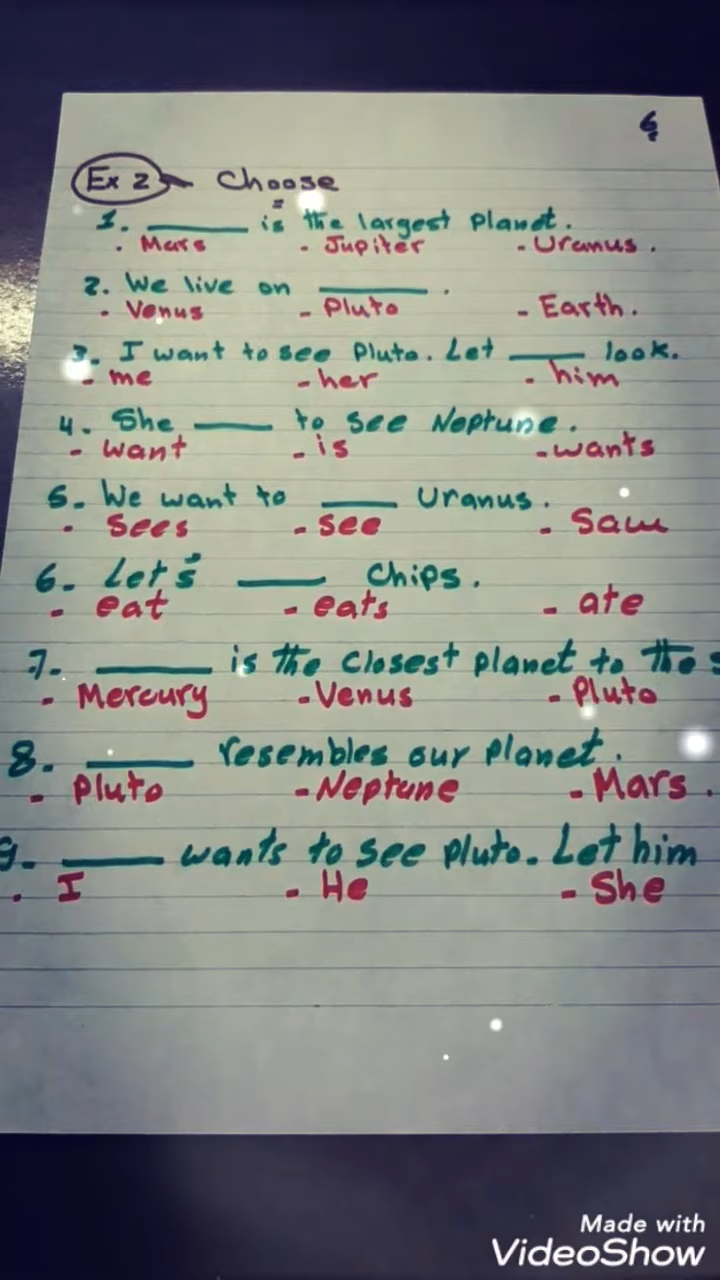 6
Ex 2 Choose
1. ______ is the largest planet.
. Mars - Jupiter - Uranus.
2. We live on ______.
. Venus - Pluto - Earth.
3. I want to see Pluto. Let ______ look.
- me - her - him
4. She ______ to see Neptune.
- want - is - wants
5. We want to ______ Uranus.
. sees - see - saw
6. Let's ______ chips.
- eat - eats - ate
7. ______ is the closest planet to the
. Mercury - Venus - Pluto
8. ______ resembles our planet.
- Pluto - Neptune - Mars.
9. ______ wants to see pluto. Let him
. I - He - She
Made with
VideoShow